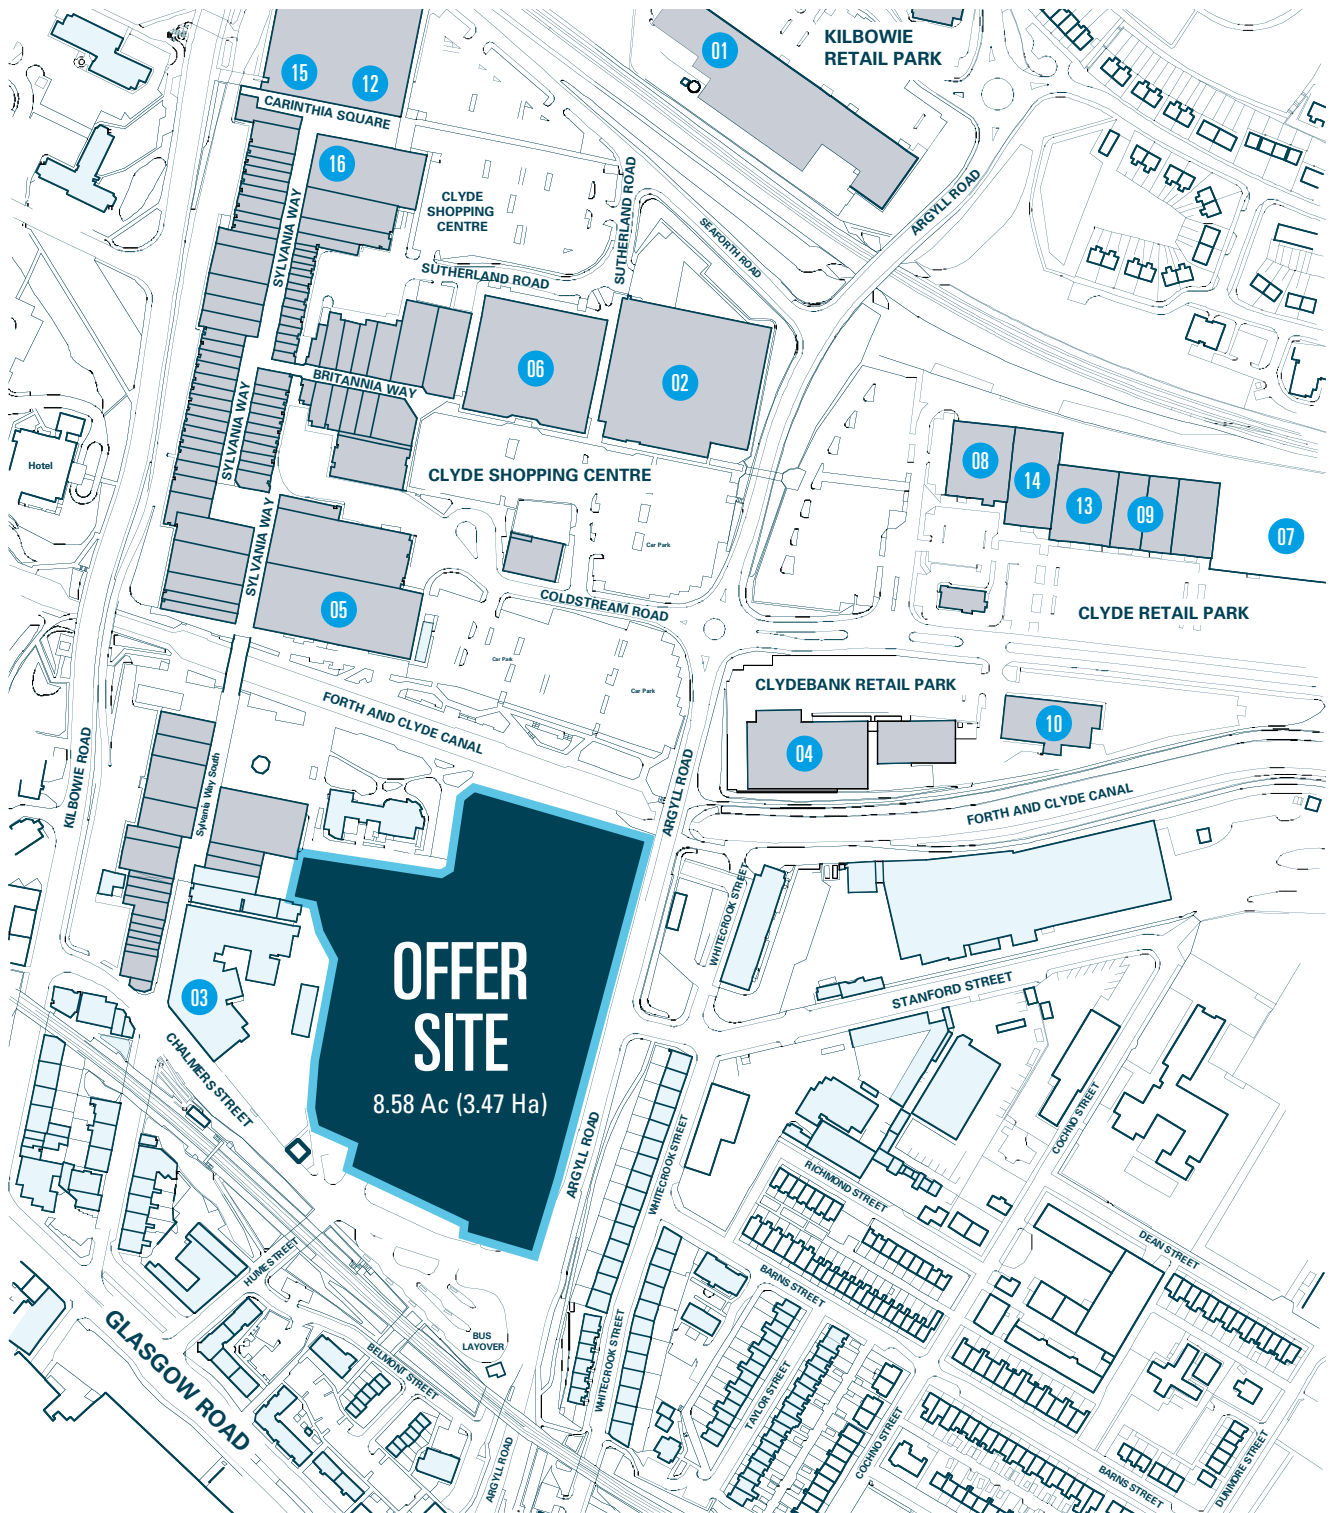 01
KILBOWIE
RETAIL PARK
15
12
CARINTHIA SQUARE
16
CLYDE
SHOPPING
CENTRE
SYLVANIA WAY
SUTHERLAND ROAD
SUTHERLAND ROAD
SEAFORTH ROAD
ARGYLL ROAD
06
02
BRITANNIA WAY
SYLVANIA WAY
Hotel
CLYDE SHOPPING CENTRE
08
14
13
09
07
SYLVANIA WAY
Car Park
05
COLDSTREAM ROAD
CLYDE RETAIL PARK
Car Park
Car Park
CLYDEBANK RETAIL PARK
FORTH AND CLYDE CANAL
10
04
KILBOWIE ROAD
Sylvania Way South
ARGYLL ROAD
FORTH AND CLYDE CANAL
WHITECROOK STREET
OFFER
SITE
8.58 Ac (3.47 Ha)
03
STANFORD STREET
CHALMERS STREET
ARGYLL ROAD
WHITECROOK STREET
COCHNO STREET
RICHMOND STREET
DEAN STREET
HUME STREET
BARNS STREET
GLASGOW ROAD
BUS
LAYOVER
BELMONT STREET
WHITECROOK STREET
TAYLOR STREET
COCHNO STREET
ARGYLL ROAD
BARNS STREET
DUNMORE STREET